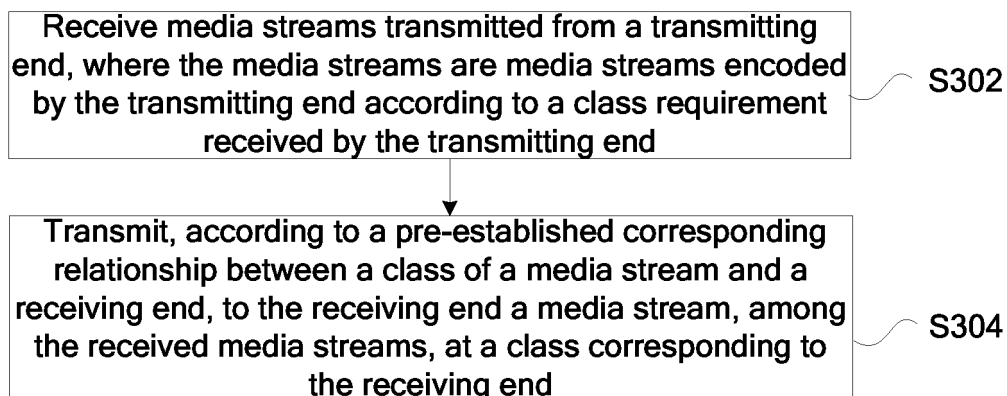 Receive media streams transmitted from a transmitting
end, where the media streams are media streams encoded
by the transmitting end according to a class requirement
received by the transmitting end
S302
Transmit, according to a pre-established corresponding
relationship between a class of a media stream and a
receiving end, to the receiving end a media stream, among
the received media streams, at a class corresponding to
the receiving end
S304